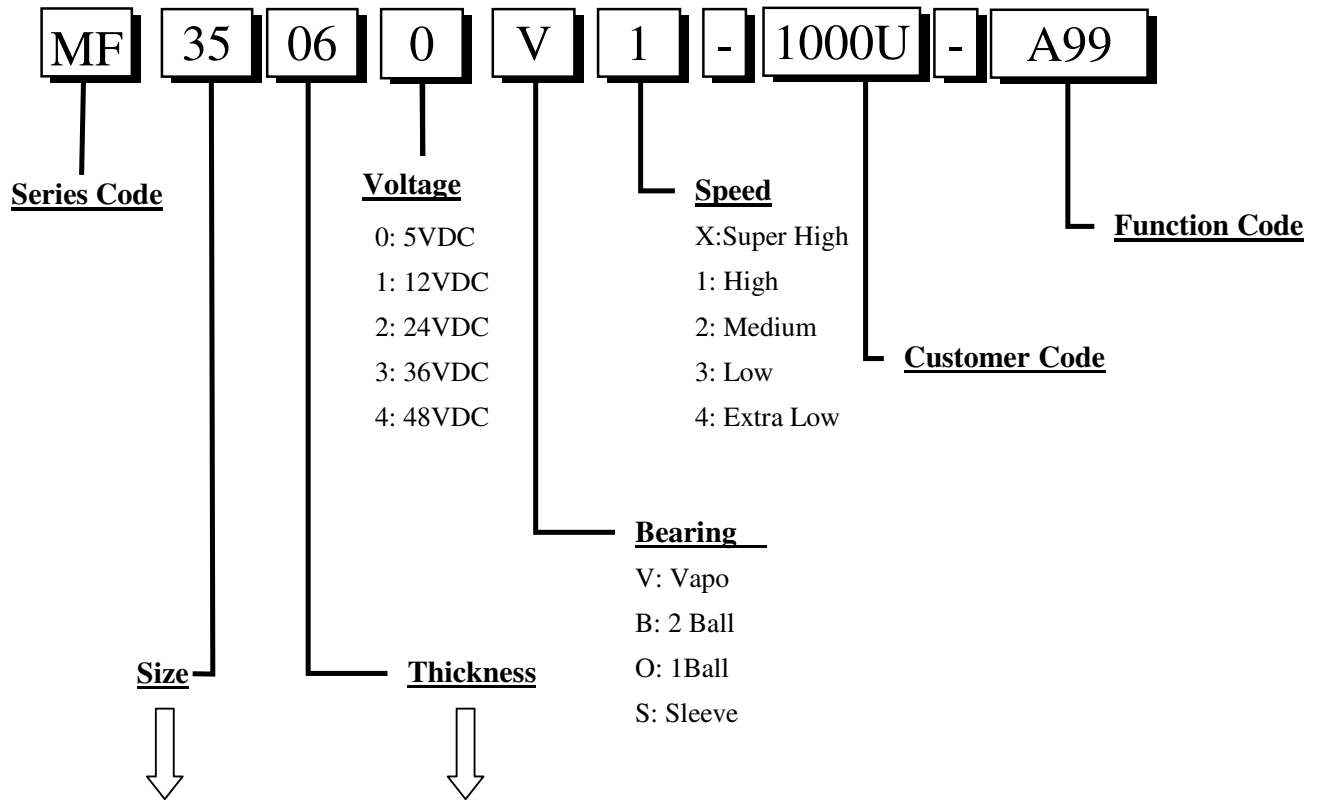 MF 35 06 0 V 1 - 1000U - A99
Series Code
Voltage
0: 5VDC
1: 12VDC
2: 24VDC
3: 36VDC
4: 48VDC
Speed
X:Super High
1: High
2: Medium
3: Low
4: Extra Low
Function Code
Customer Code
Bearing
V: Vapo
B: 2 Ball
O: 1Ball
S: Sleeve
Size
Thickness